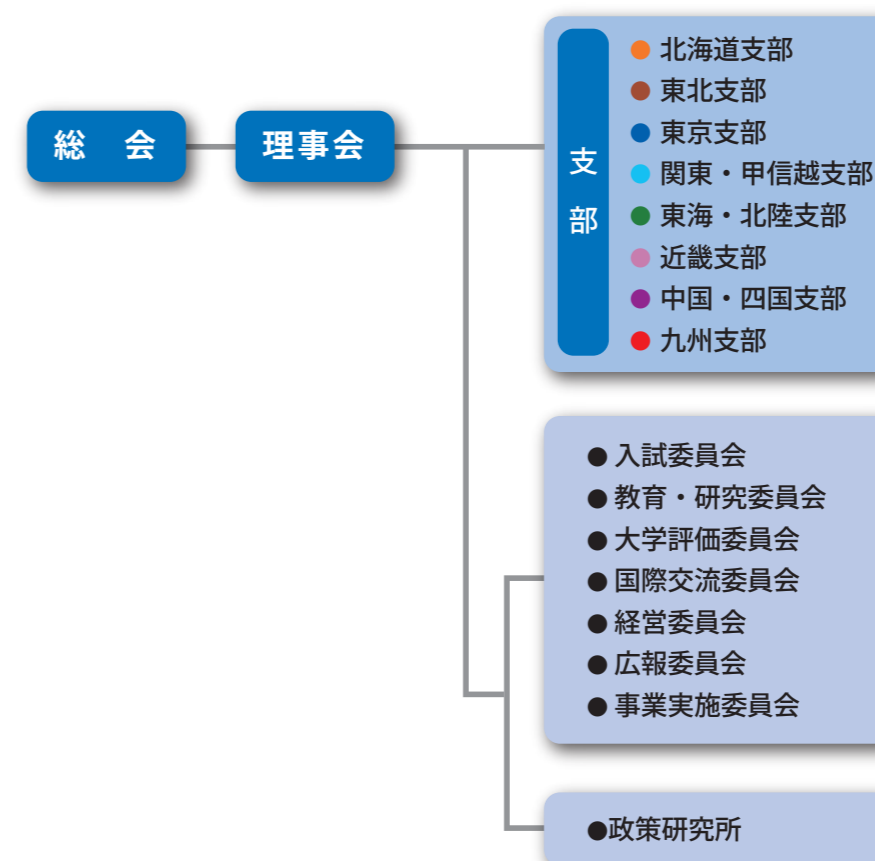 総　会
理事会
支部
● 北海道支部
● 東北支部
● 東京支部
● 関東・甲信越支部
● 東海・北陸支部
● 近畿支部
● 中国・四国支部
● 九州支部
● 入試委員会
● 教育・研究委員会
● 大学評価委員会
● 国際交流委員会
● 経営委員会
● 広報委員会
● 事業実施委員会
●政策研究所